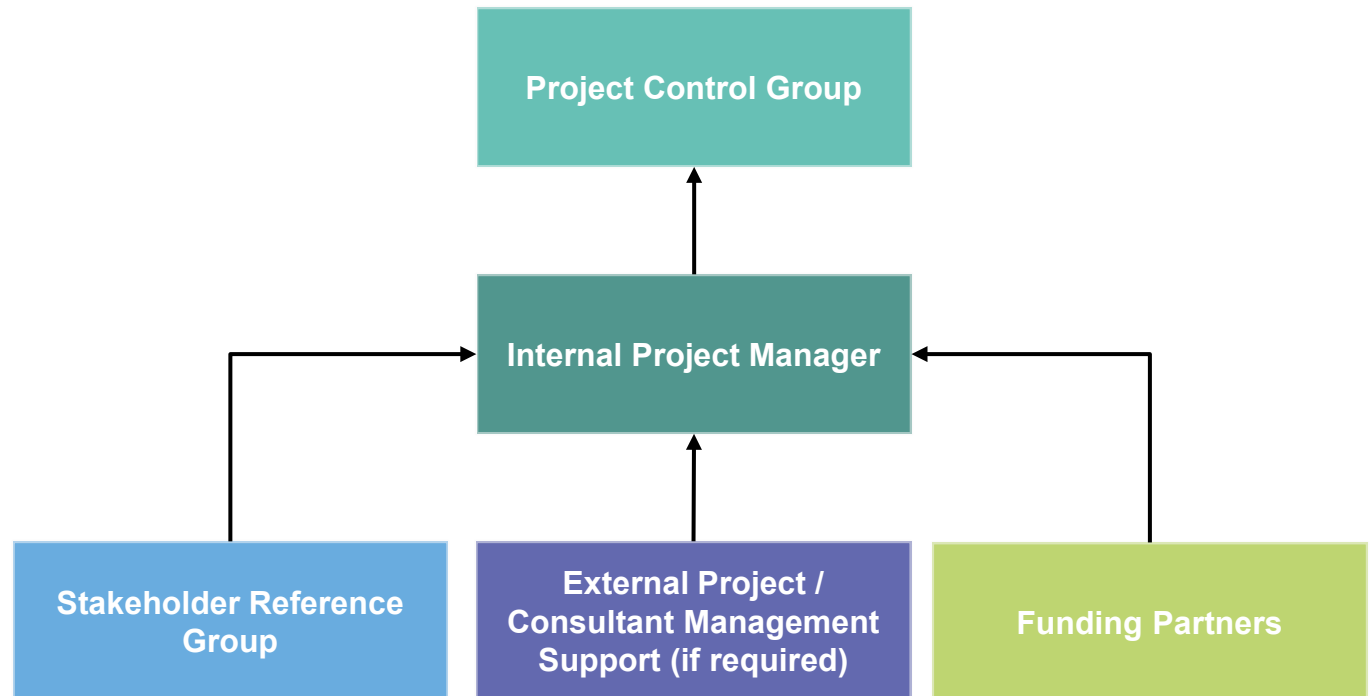 Project Control Group
Internal Project Manager
Stakeholder Reference
Group
External Project /
Consultant Management
Support (if required)
Funding Partners